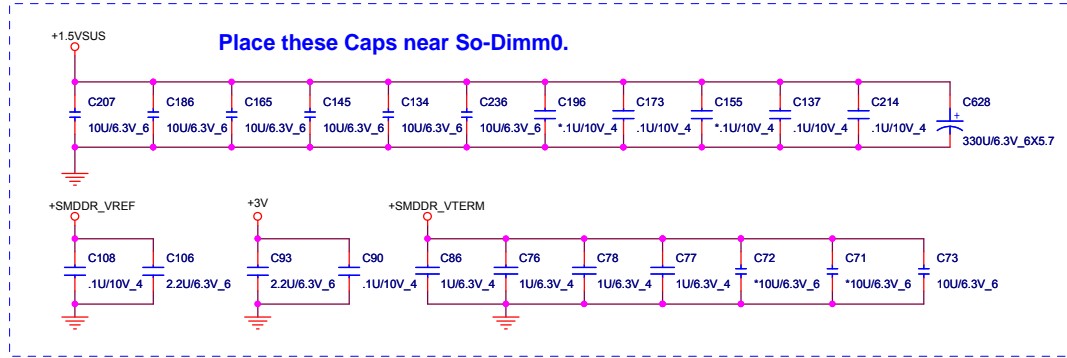 Place these Caps near So-Dimm0.
+1.5VSUS
C207 C186 C165 C145 C134 C236 C196 C173 C155 C137 C214 C628
+
10U/6.3V_6 10U/6.3V_6 10U/6.3V_6 10U/6.3V_6 10U/6.3V_6 10U/6.3V_6 *.1U/10V_4 .1U/10V_4 *.1U/10V_4 .1U/10V_4 .1U/10V_4 330U/6.3V_6X5.7
+SMDDR_VREF +3V +SMDDR_VTERM
C108 C106 C93 C90 C86 C76 C78 C77 C72 C71 C73
.1U/10V_4 2.2U/6.3V_6 2.2U/6.3V_6 .1U/10V_4 1U/6.3V_4 1U/6.3V_4 1U/6.3V_4 1U/6.3V_4 *10U/6.3V_6 *10U/6.3V_6 10U/6.3V_6